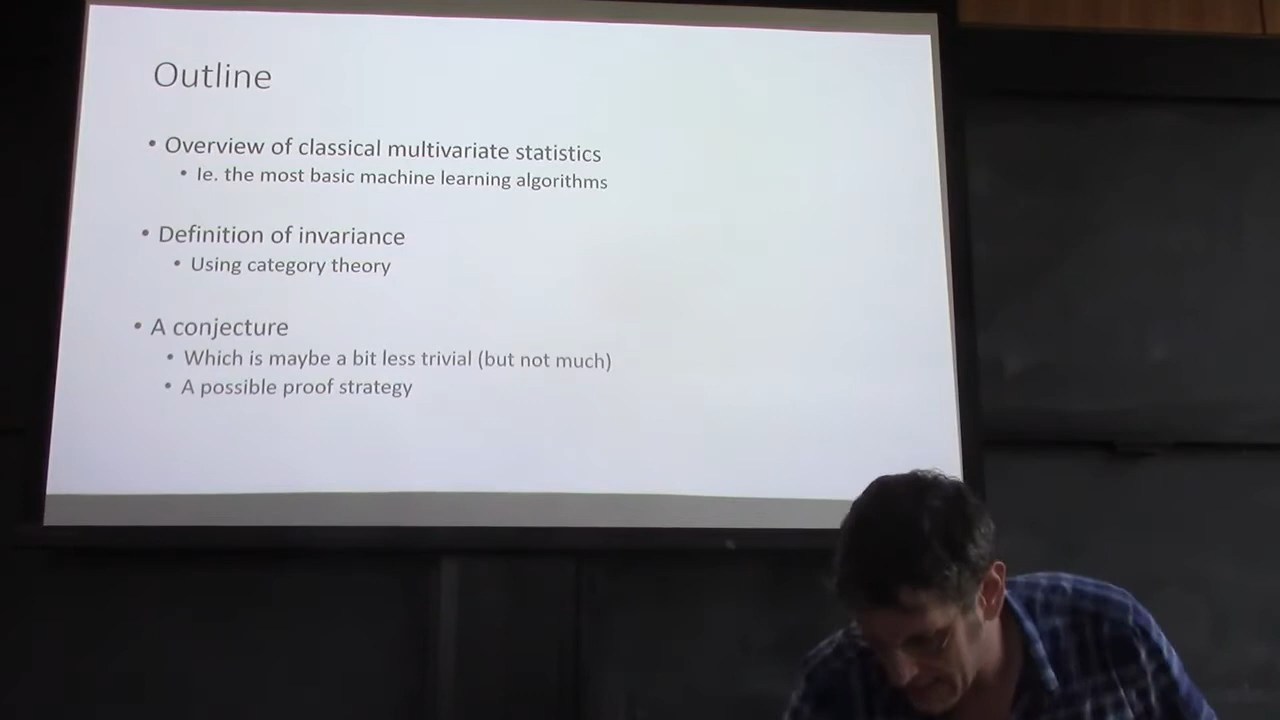 Outline
• Overview of classical multivariate statistics
• Ie. the most basic machine learning algorithms
• Definition of invariance
• Using category theory
• A conjecture
• Which is maybe a bit less trivial (but not much)
• A possible proof strategy